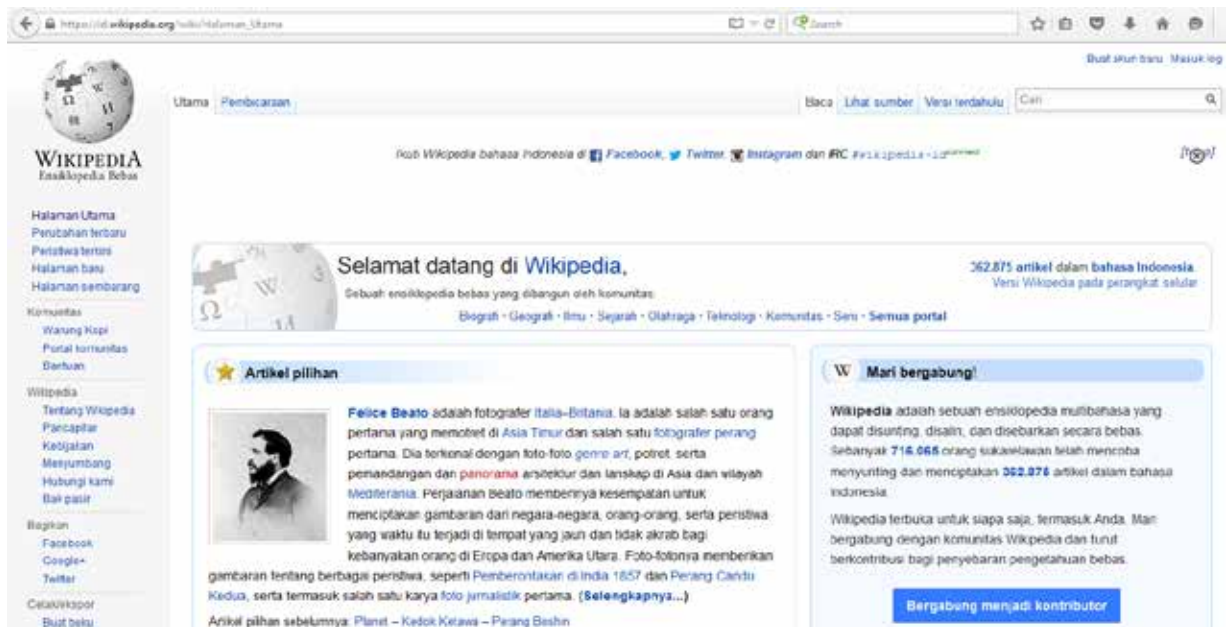 https://id.wikipedia.org/wiki/Halaman_Utama
Search
Buat akun baru Masuk log
Utama Pembicaraan
Baca Lihat sumber Versi terdahulu Cari
WIKIPEDIA
Ensiklopedia Bebas
Ikuti Wikipedia bahasa Indonesia di Facebook, Twitter, Instagram dan IRC #wikipedia-id
Halaman Utama
Perubahan terbaru
Peristiwa terkini
Halaman baru
Halaman sembarang
Komunitas
Warung Kopi
Portal komunitas
Bantuan
Wikipedia
Tentang Wikipedia
Pancapilar
Kebijakan
Menyumbang
Hubungi kami
Bak pasir
Bagikan
Facebook
Google+
Twitter
Cetak/ekspor
Buat buku
Selamat datang di Wikipedia,
Sebuah ensiklopedia bebas yang dibangun oleh komunitas
362.875 artikel dalam bahasa Indonesia
Versi Wikipedia pada perangkat selular
Biografi · Geografi · Ilmu · Sejarah · Olahraga · Teknologi · Komunitas · Seni · Semua portal
Artikel pilihan
Felice Beato adalah fotografer Italia–Britania. Ia adalah salah satu orang
pertama yang memotret di Asia Timur dan salah satu fotografer perang
pertama. Dia terkenal dengan foto-foto genre art, potret, serta
pemandangan dan panorama arsitektur dan lanskap di Asia dan wilayah
Mediterania. Perjalanan Beato memberinya kesempatan untuk
menciptakan gambaran dari negara-negara, orang-orang, serta peristiwa
yang waktu itu terjadi di tempat yang jauh dan tidak akrab bagi
kebanyakan orang di Eropa dan Amerika Utara. Foto-fotonya memberikan
gambaran tentang berbagai peristiwa, seperti Pemberontakan di India 1857 dan Perang Candu
Kedua, serta termasuk salah satu karya foto jurnalistik pertama. (Selengkapnya...)
Artikel pilihan sebelumnya: Planet – Kedok Ketawa – Perang Boshin
Mari bergabung!
Wikipedia adalah sebuah ensiklopedia multibahasa yang
dapat disunting, disalin, dan disebarkan secara bebas.
Sebanyak 716.065 orang sukarelawan telah mencoba
menyunting dan menciptakan 362.875 artikel dalam bahasa
Indonesia.
Wikipedia terbuka untuk siapa saja, termasuk Anda. Mari
bergabung dengan komunitas Wikipedia dan turut
berkontribusi bagi penyebaran pengetahuan bebas.
Bergabung menjadi kontributor